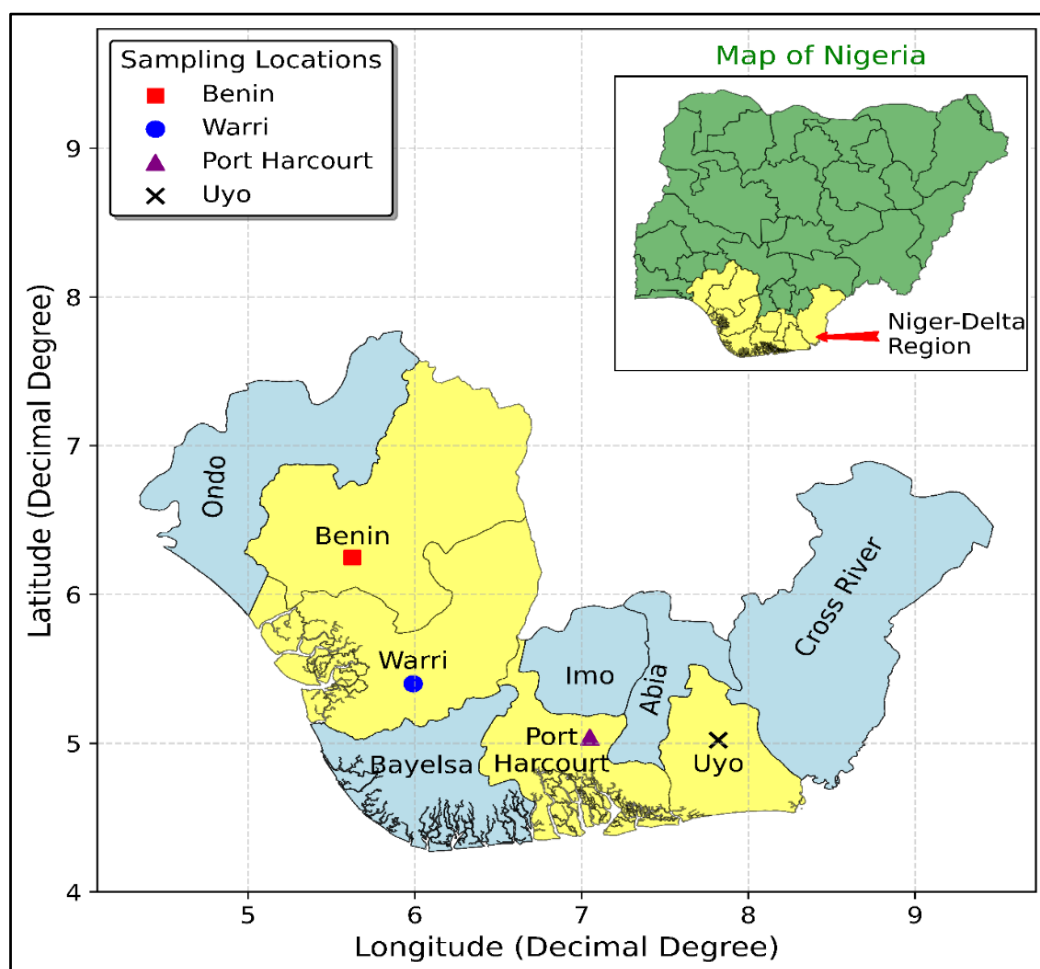 Sampling Locations
Benin
Warri
Port Harcourt
Uyo
Map of Nigeria
Niger-Delta
Region
9
8
7
6
5
4
Latitude (Decimal Degree)
Ondo
Benin
Warri
Bayelsa
Imo
Abia
Port
Harcourt
Uyo
Cross River
5
6
7
8
9
Longitude (Decimal Degree)